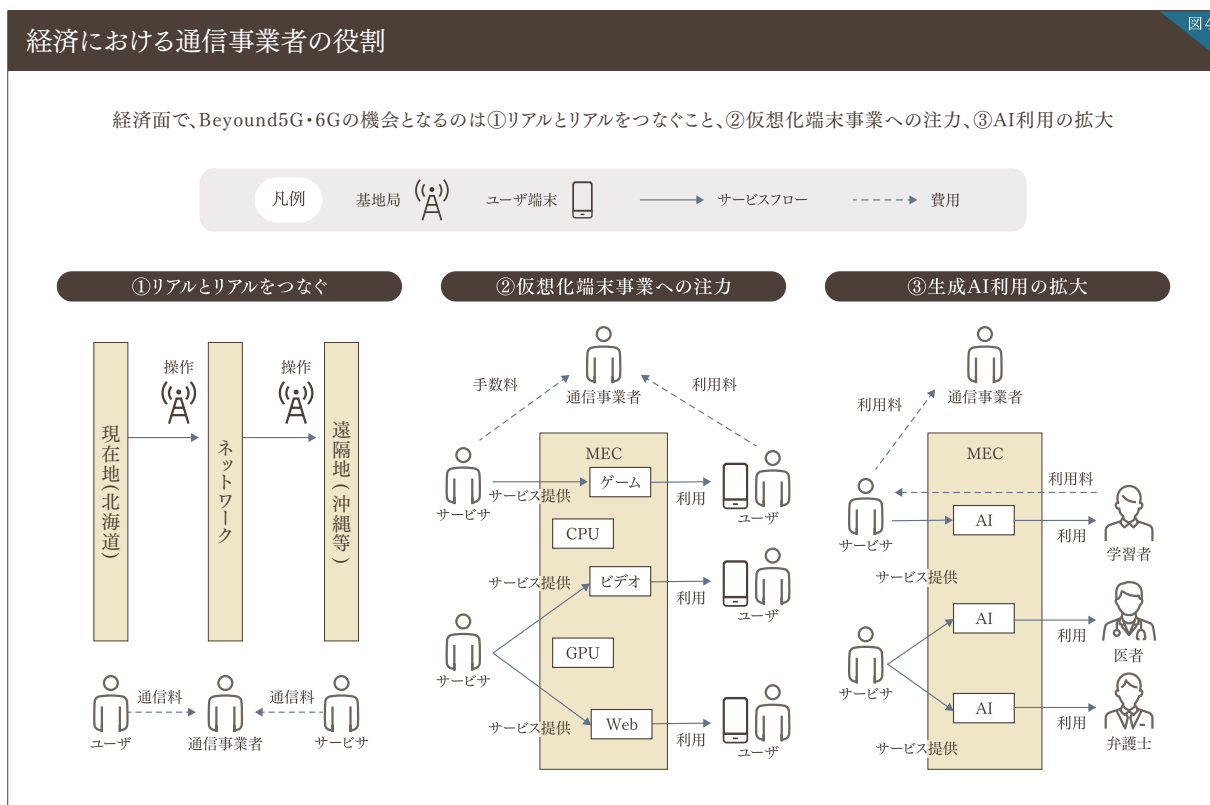 経済における通信事業者の役割
図4
経済面で、Beyound5G・6Gの機会となるのは①リアルとリアルをつなぐこと、②仮想化端末事業への注力、③AI利用の拡大
凡例
基地局
ユーザ端末
サービスフロー
費用
①リアルとリアルをつなぐ
操作
操作
現在地(北海道)
ネットワーク
遠隔地(沖縄等)
通信料
通信料
ユーザ
通信事業者
サービサ
②仮想化端末事業への注力
手数料
利用料
通信事業者
MEC
サービサ
サービス提供
ゲーム
利用
ユーザ
CPU
サービス提供
ビデオ
利用
ユーザ
GPU
サービサ
サービス提供
Web
利用
ユーザ
③生成AI利用の拡大
利用料
通信事業者
MEC
利用料
サービサ
AI
利用
学習者
サービス提供
AI
利用
医者
サービサ
AI
利用
弁護士
サービス提供